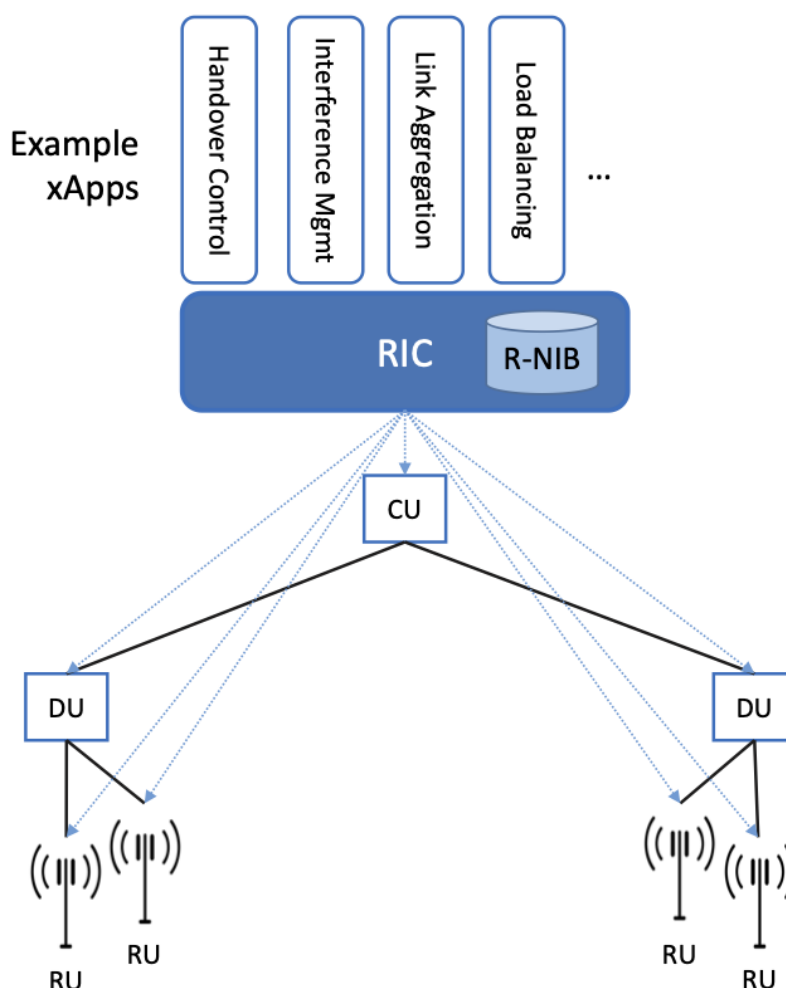 Example
xApps
Handover Control
Interference Mgmt
Link Aggregation
Load Balancing
...
RIC
R-NIB
CU
DU
DU
RU
RU
RU
RU